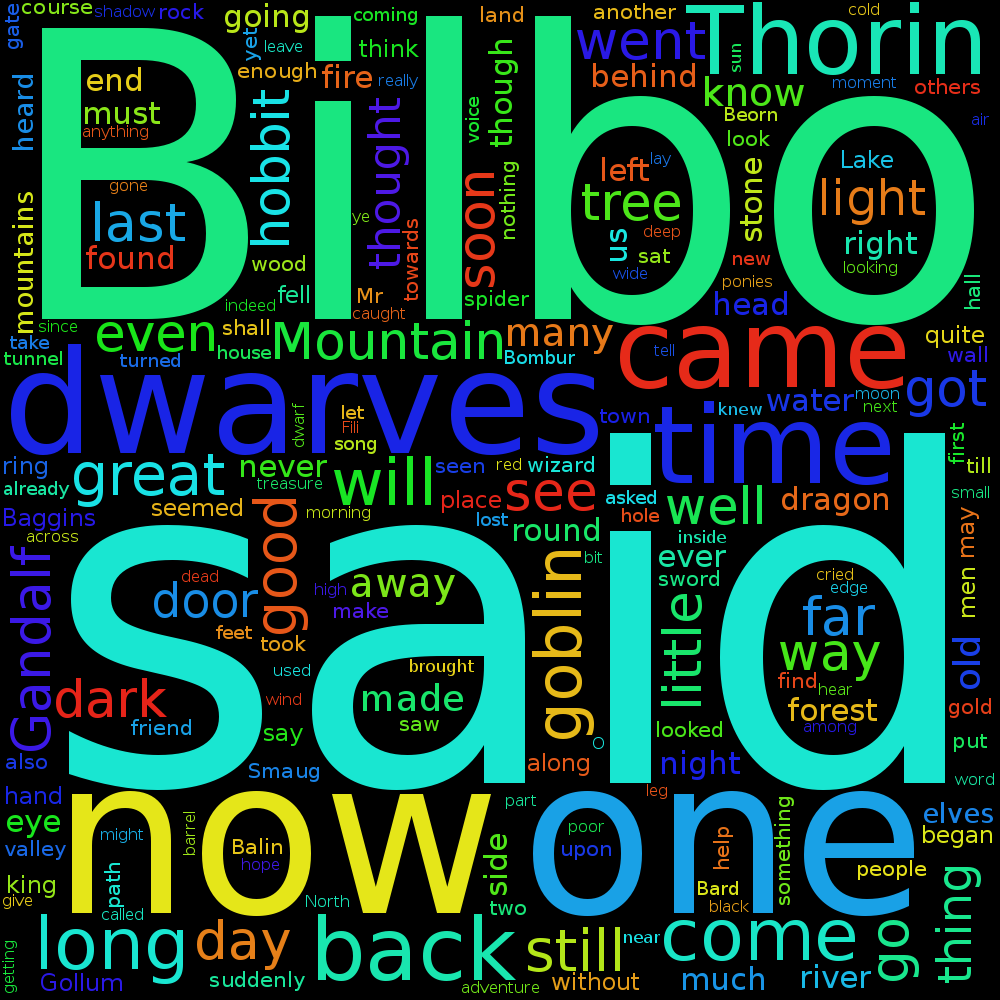 course
shadow
rock
gate
going
yet
leave
coming
think
land
another
went
Thorin
cold
sun
moment
others
air
Bilbo
end
must
anything
enough
fire
really
behind
know
Beorn
look
heard
hobbit
thought
voice
though
gone
last
found
ye
towards
soon
nothing
left
lay
tree
us
deep
sat
wide
stone
Lake
light
right
looking
new
ponies
mountains
wood
indeed
fell
Mr
caught
spider
head
hall
since
take
tunnel
turned
even
shall
house
Mountain
many
Bombur
came
tell
quite
wall
dwarves
dwarf
let
Fili
song
town
time
knew
water
moon
next
got
first
till
ring
already
great
never
treasure
will
seen
red
wizard
see
place
asked
hole
well
dragon
small
Baggins
across
seemed
morning
lost
round
inside
ever
sword
men
may
said
Gandalf
dead
door
good
high
away
make
feet
took
used
goblin
bit
little
cried
edge
far
way
find
hear
forest
among
old
gold
dark
friend
wind
brought
made
saw
say
looked
also
Smaug
O
along
night
put
word
hand
eye
valley
might
now
barrel
Balin
hope
part
side
one
poor
upon
leg
help
something
elves
began
people
king
give
path
called
North
two
Bard
black
long
day
back
still
near
come
go
thing
getting
Gollum
suddenly
adventure
without
much
river